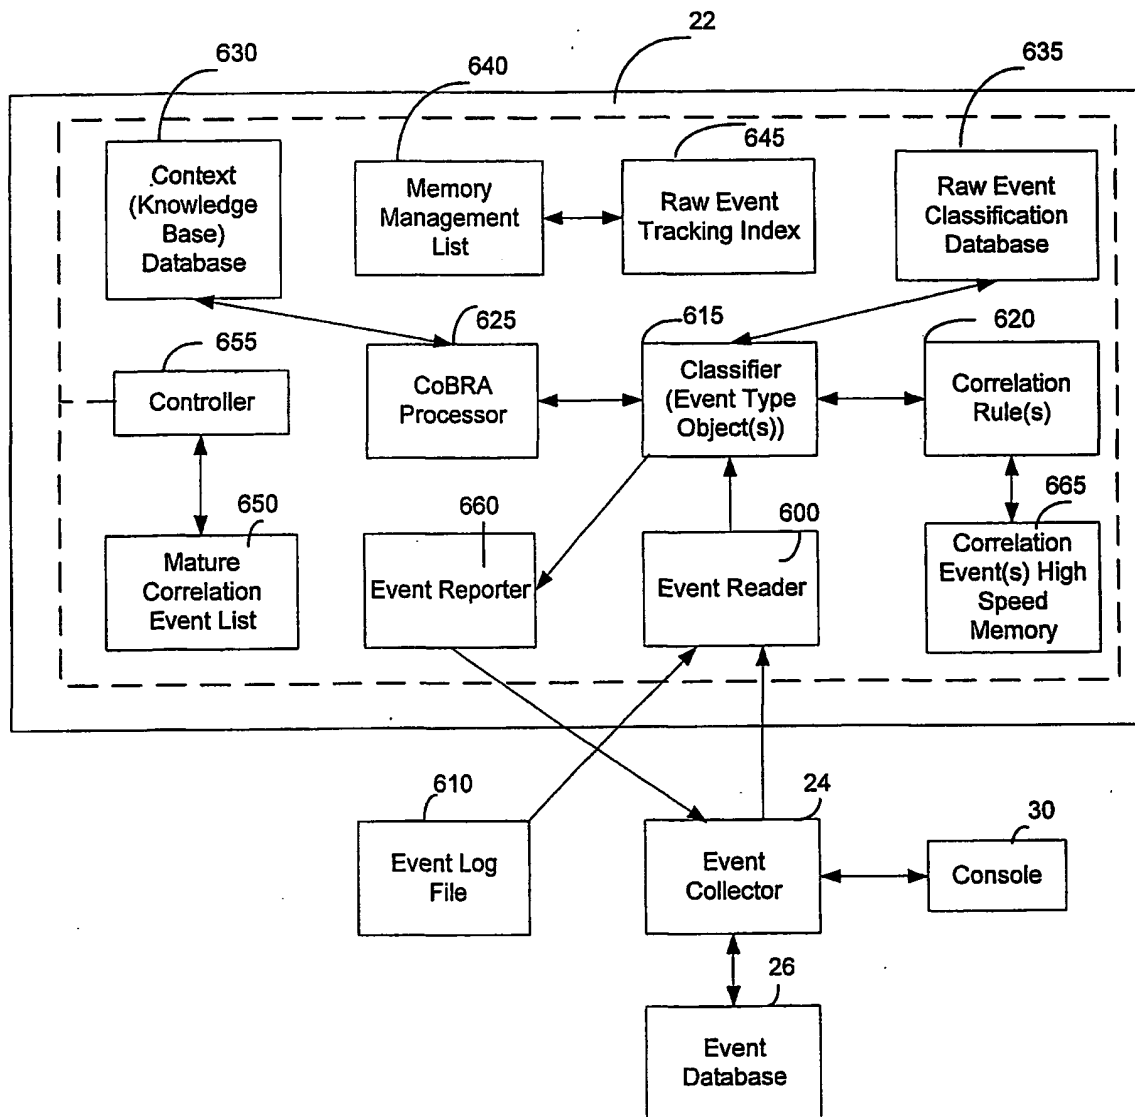 22
630
640
635
645
Context
(Knowledge
Base)
Database
Memory
Management
List
Raw Event
Tracking Index
Raw Event
Classification
Database
655
625
615
620
Controller
CoBRA
Processor
Classifier
(Event Type
Object(s))
Correlation
Rule(s)
650
660
600
665
Mature
Correlation
Event List
Event Reporter
Event Reader
Correlation
Event(s) High
Speed
Memory
610
24
30
Event Log
File
Event
Collector
Console
26
Event
Database